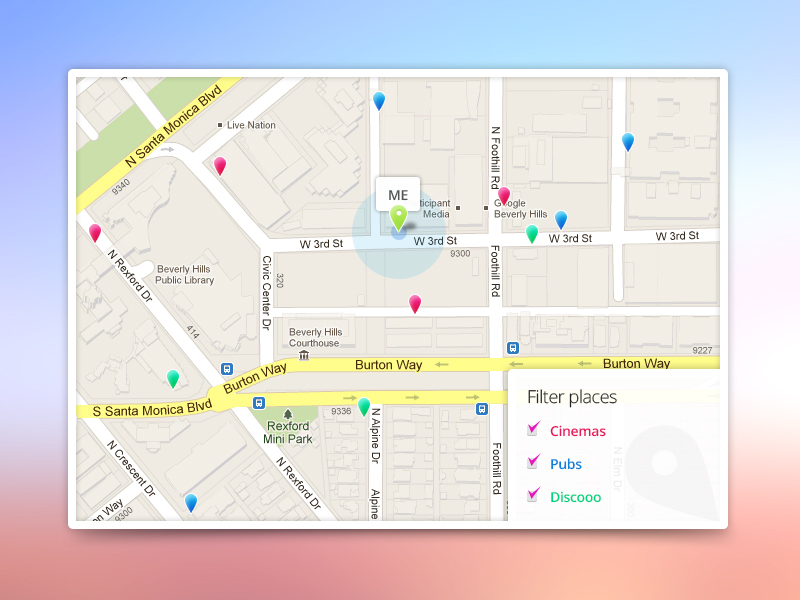 N Santa Monica Blvd
Live Nation
9340
N Foothill Rd
ME
ticipant
Media
Google
Beverly Hills
W 3rd St
W 3rd St
W 3rd St
W 3rd St
9300
N Rexford Dr
Beverly Hills
Public Library
Civic Center Dr
320
Foothill Rd
414
Beverly Hills
Courthouse
9227
Burton Way
Burton Way
Burton Way
S Santa Monica Blvd
9336
Rexford
Mini Park
N Alpine Dr
Alpine
N Rexford Dr
Foothill Rd
N Crescent Dr
on Way
9300
Filter places
Cinemas
Pubs
Discooo
N Elm Dr